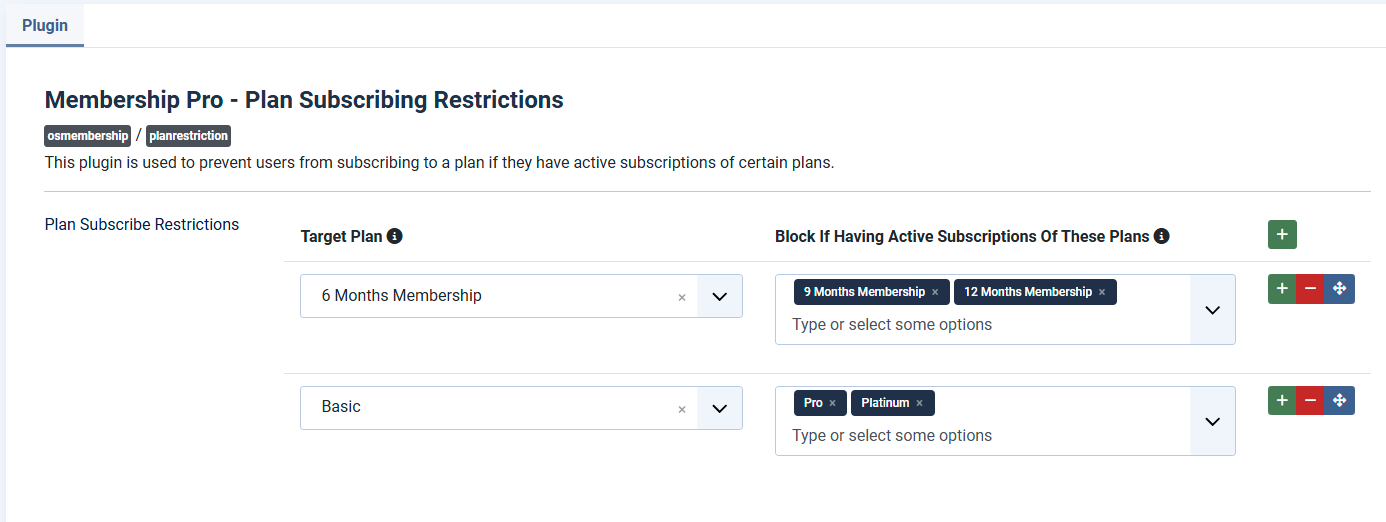 Plugin
Membership Pro - Plan Subscribing Restrictions
osmembership / planrestriction
This plugin is used to prevent users from subscribing to a plan if they have active subscriptions of certain plans.
Plan Subscribe Restrictions
Target Plan
Block If Having Active Subscriptions Of These Plans
6 Months Membership
9 Months Membership × 12 Months Membership ×
Type or select some options
Basic
Pro × Platinum ×
Type or select some options